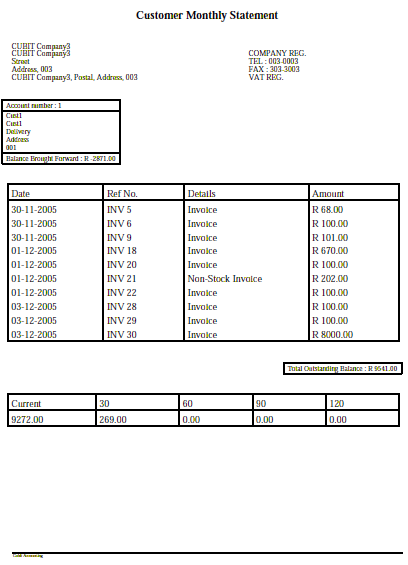 Customer Monthly Statement
CUBIT Company3
CUBIT Company3
Street
Address, 003
CUBIT Company3, Postal, Address, 003
COMPANY REG.
TEL : 003-0003
FAX : 303-3003
VAT REG.
Account number : 1
Cust1
Cust1
Delivery
Address
001
Balance Brought Forward : R -2871.00
Date Ref No. Details Amount
30-11-2005 INV 5 Invoice R 68.00
30-11-2005 INV 6 Invoice R 100.00
30-11-2005 INV 9 Invoice R 101.00
01-12-2005 INV 18 Invoice R 670.00
01-12-2005 INV 20 Invoice R 100.00
01-12-2005 INV 21 Non-Stock Invoice R 202.00
01-12-2005 INV 22 Invoice R 100.00
03-12-2005 INV 28 Invoice R 100.00
03-12-2005 INV 29 Invoice R 100.00
03-12-2005 INV 30 Invoice R 8000.00
Total Outstanding Balance : R 9541.00
Current 30 60 90 120
9272.00 269.00 0.00 0.00 0.00
Cubit Accounting